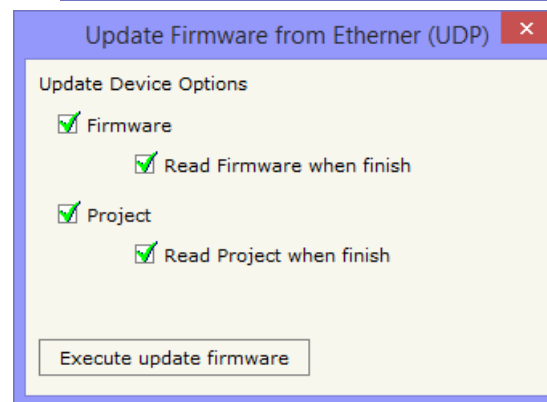 Update Firmware from Etherner (UDP)
Update Device Options
Firmware
Read Firmware when finish
Project
Read Project when finish
Execute update firmware